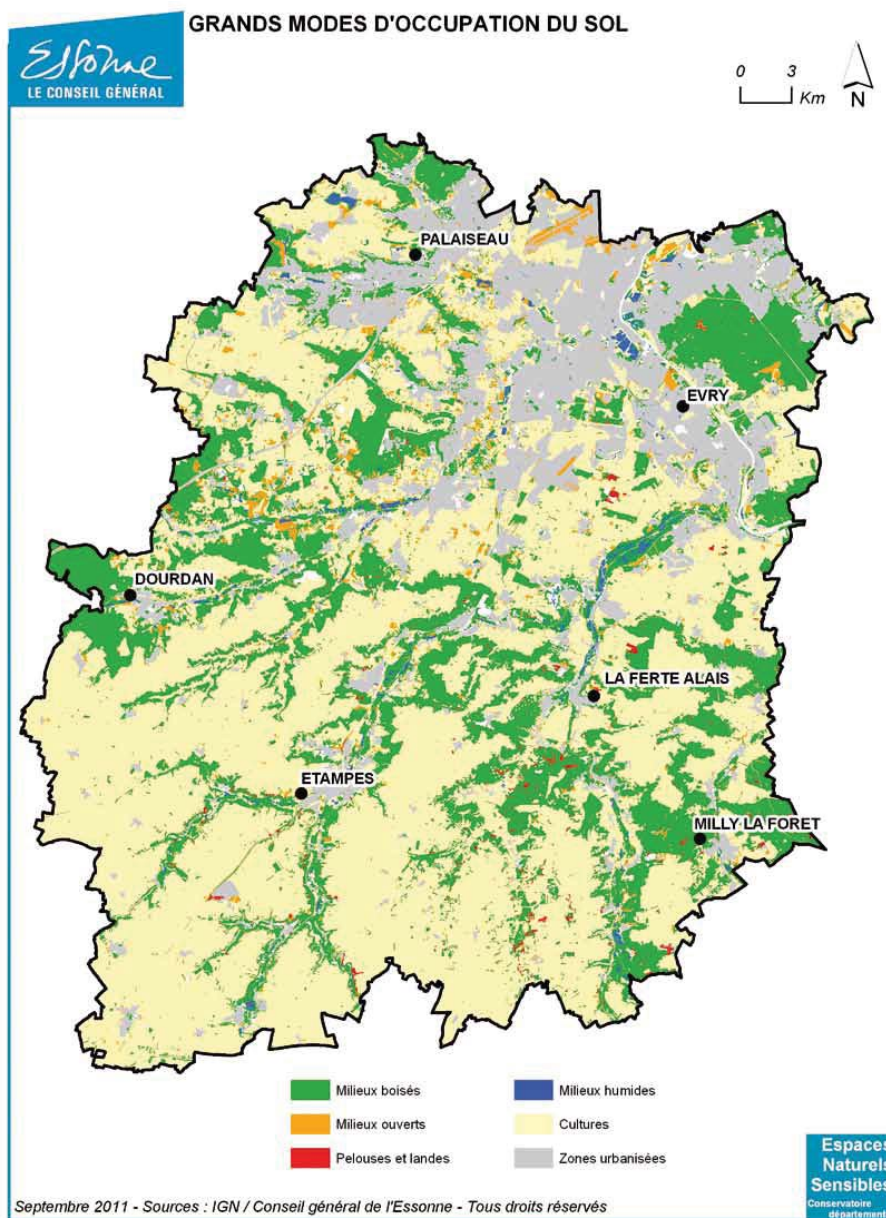 GRANDS MODES D'OCCUPATION DU SOL
Essonne
LE CONSEIL GÉNÉRAL
0 3
Km
N
PALAISEAU
EVRY
DOURDAN
LA FERTE ALAIS
ETAMPES
MILLY LA FORET
Milieux boisés
Milieux humides
Milieux ouverts
Cultures
Pelouses et landes
Zones urbanisées
Espaces
Naturels
Sensibles
Conservatoire
département
Septembre 2011 - Sources : IGN / Conseil général de l'Essonne - Tous droits réservés